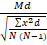 Md
Σx²d
N (N-1)